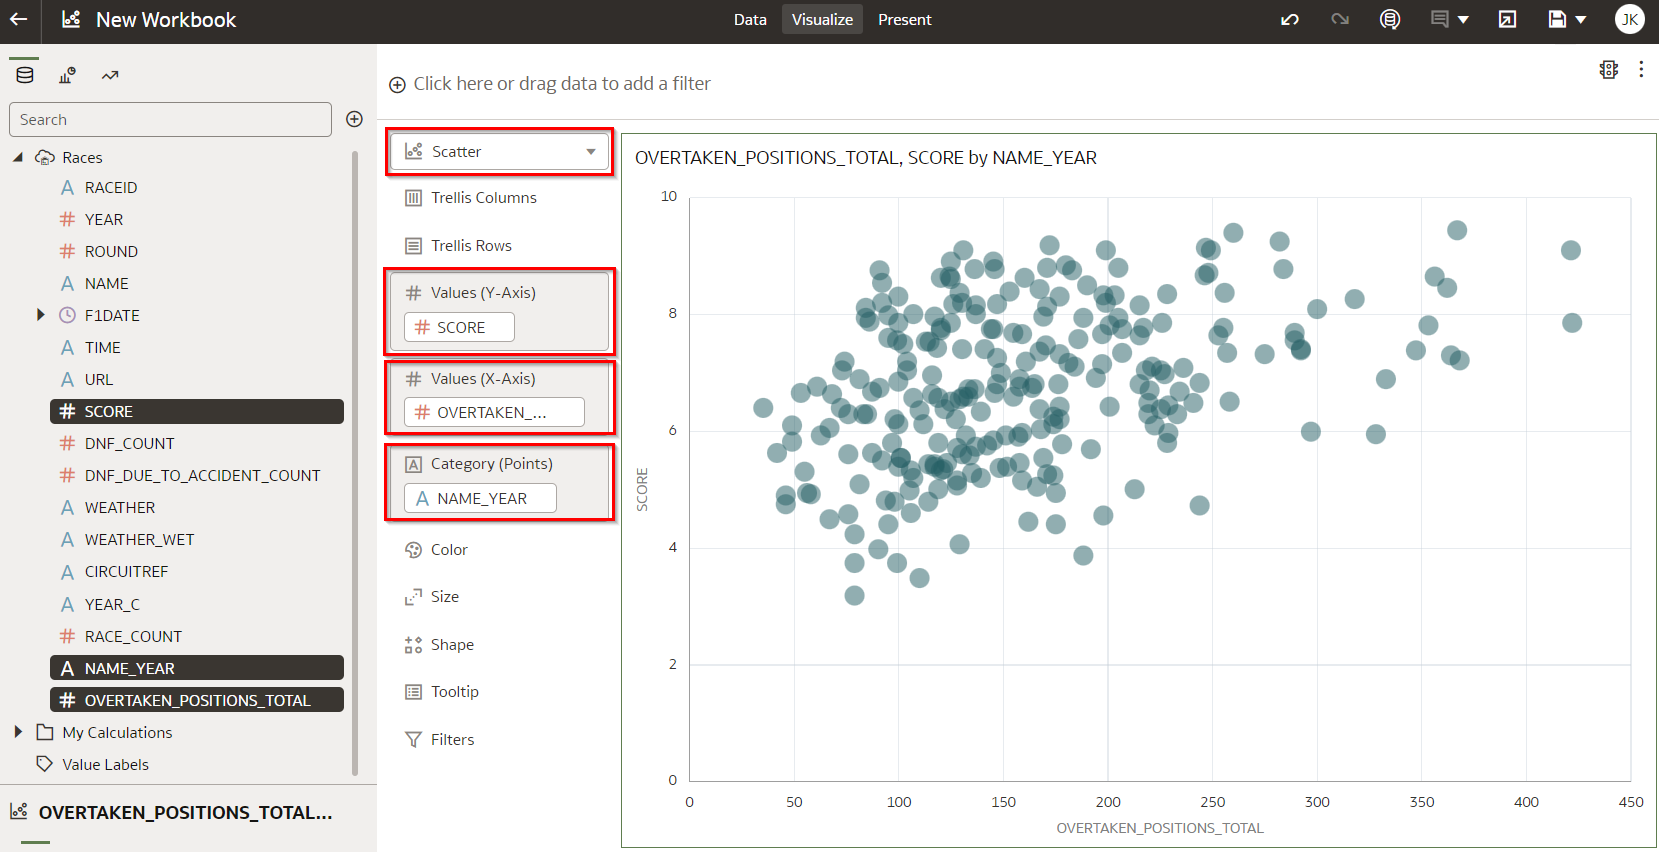 New Workbook
Data Visualize Present
JK
Search
Races
A RACEID
# YEAR
# ROUND
A NAME
F1DATE
A TIME
A URL
# SCORE
# DNF_COUNT
# DNF_DUE_TO_ACCIDENT_COUNT
A WEATHER
A WEATHER_WET
A CIRCUITREF
A YEAR_C
# RACE_COUNT
A NAME_YEAR
# OVERTAKEN_POSITIONS_TOTAL
My Calculations
Value Labels
OVERTAKEN_POSITIONS_TOTAL...
Click here or drag data to add a filter
Scatter
Trellis Columns
Trellis Rows
# Values (Y-Axis)
# SCORE
# Values (X-Axis)
# OVERTAKEN_...
A Category (Points)
A NAME_YEAR
Color
Size
Shape
Tooltip
Filters
OVERTAKEN_POSITIONS_TOTAL, SCORE by NAME_YEAR
10
8
6
4
2
0
SCORE
0 50 100 150 200 250 300 350 400 450
OVERTAKEN_POSITIONS_TOTAL